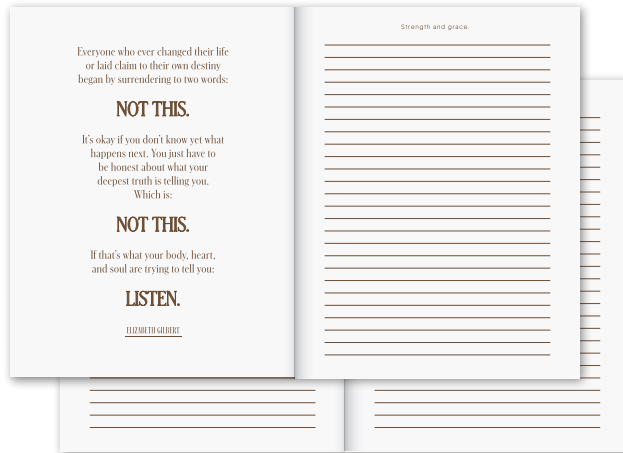 Everyone who ever changed their life
or laid claim to their own destiny
began by surrendering to two words:
NOT THIS.
It's okay if you don't know yet what
happens next. You just have to
be honest about what your
deepest truth is telling you.
Which is:
NOT THIS.
If that's what your body, heart,
and soul are trying to tell you:
LISTEN.
ELIZABETH GILBERT
Strength and grace.